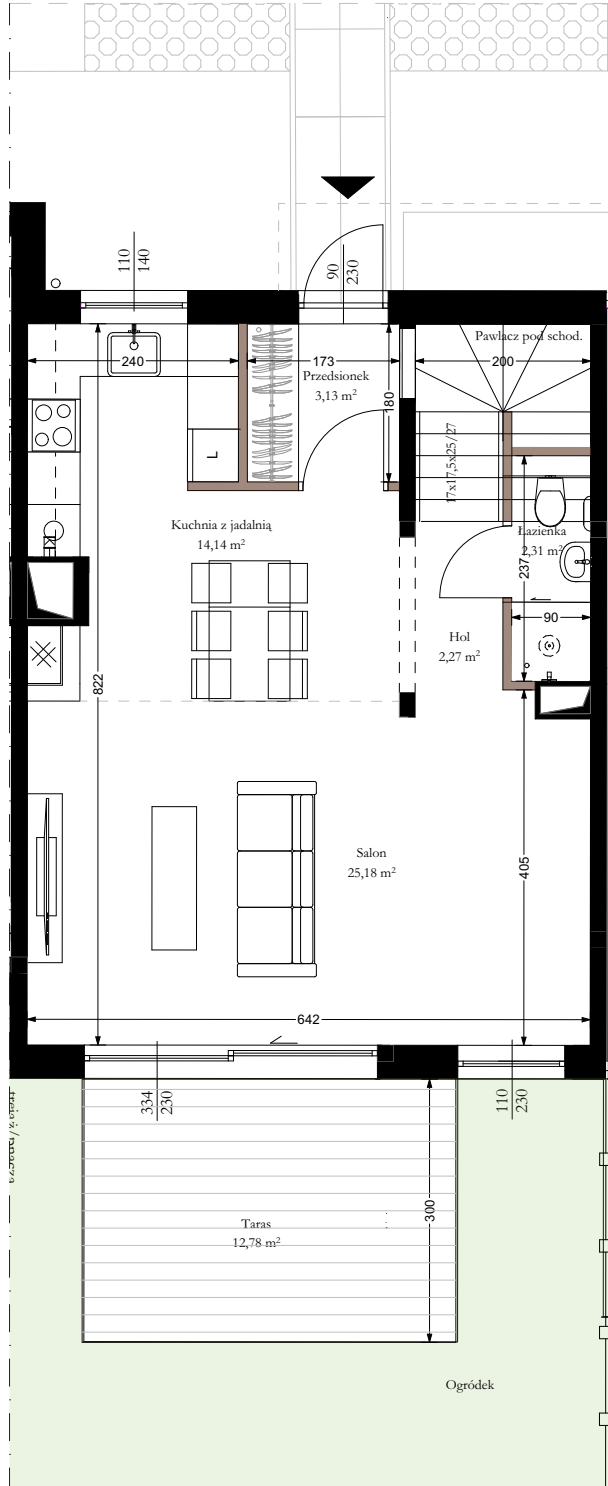 110
140
90
230
Pawlacz pod schod.
240
173
200
Przedsionek
3,13 m²
180
L
17x17,5x25/27
Kuchnia z jadalnią
14,14 m²
Łazienka
2,31 m²
237
90
Hol
2,27 m²
822
Salon
25,18 m²
405
642
334
230
110
230
300
Taras
12,78 m²
Ogródek